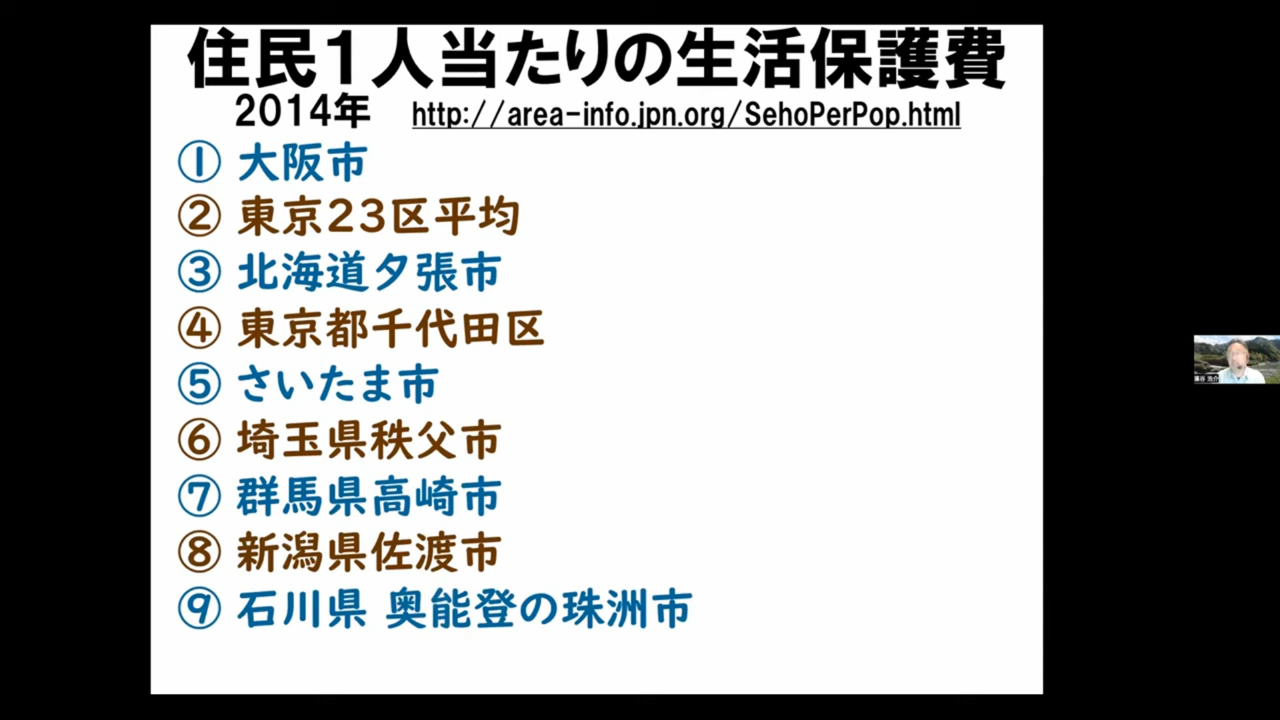 住民1人当たりの生活保護費
2014年 http://area-info.jpn.org/SehoPerPop.html
① 大阪市
② 東京23区平均
③ 北海道夕張市
④ 東京都千代田区
⑤ さいたま市
⑥ 埼玉県秩父市
⑦ 群馬県高崎市
⑧ 新潟県佐渡市
⑨ 石川県 奥能登の珠洲市